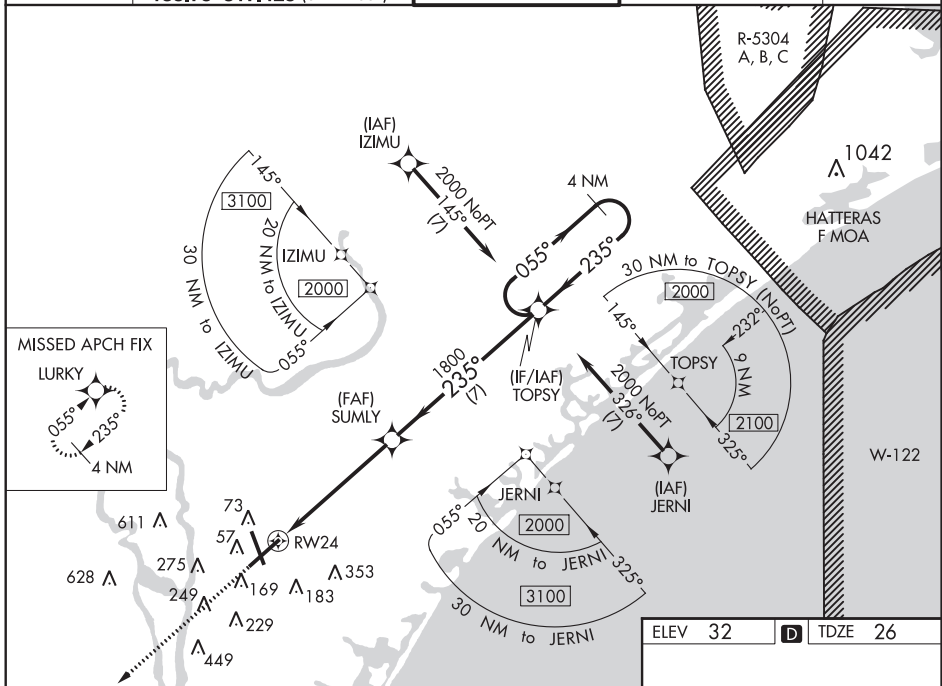 R-5304
A, B, C
(IAF)
IZIMU
2000 NoPT
145°
(7)
4 NM
1042
HATTERAS
F MOA
145°
3100
20 NM to IZIMU
IZIMU
2000
30 NM to IZIMU
055°
055°
235°
30 NM to TOPSY (NoPT)
2000
145°
232°
TOPSY
9 NM
2100
325°
MISSED APCH FIX
LURKY
055°
235°
4 NM
1800
235°
(7)
(IF/IAF)
TOPSY
(FAF)
SUMLY
2000 NoPT
326°
(7)
(IAF)
JERNI
W-122
JERNI
055°
20 NM to JERNI
2000
325°
3100
30 NM to JERNI
611
73
57
RW24
628
275
249
169
183
353
229
449
ELEV 32
D
TDZE 26